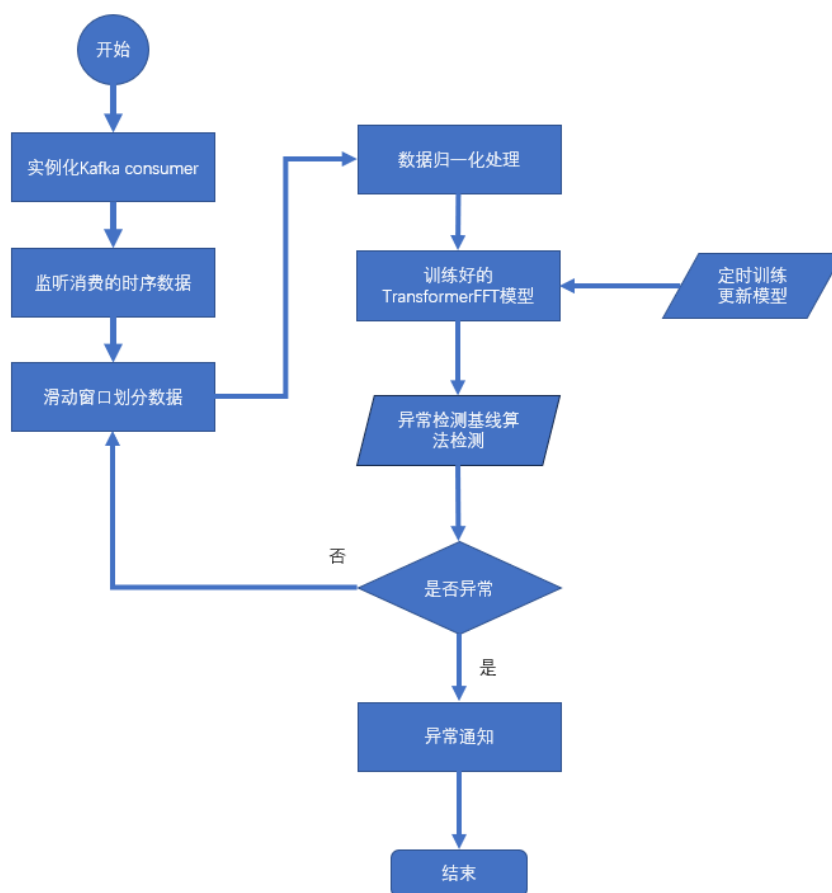 开始
实例化Kafka consumer
监听消费的时序数据
滑动窗口划分数据
数据归一化处理
训练好的
TransformerFFT模型
定时训练
更新模型
异常检测基线算
法检测
否
是否异常
是
异常通知
结束